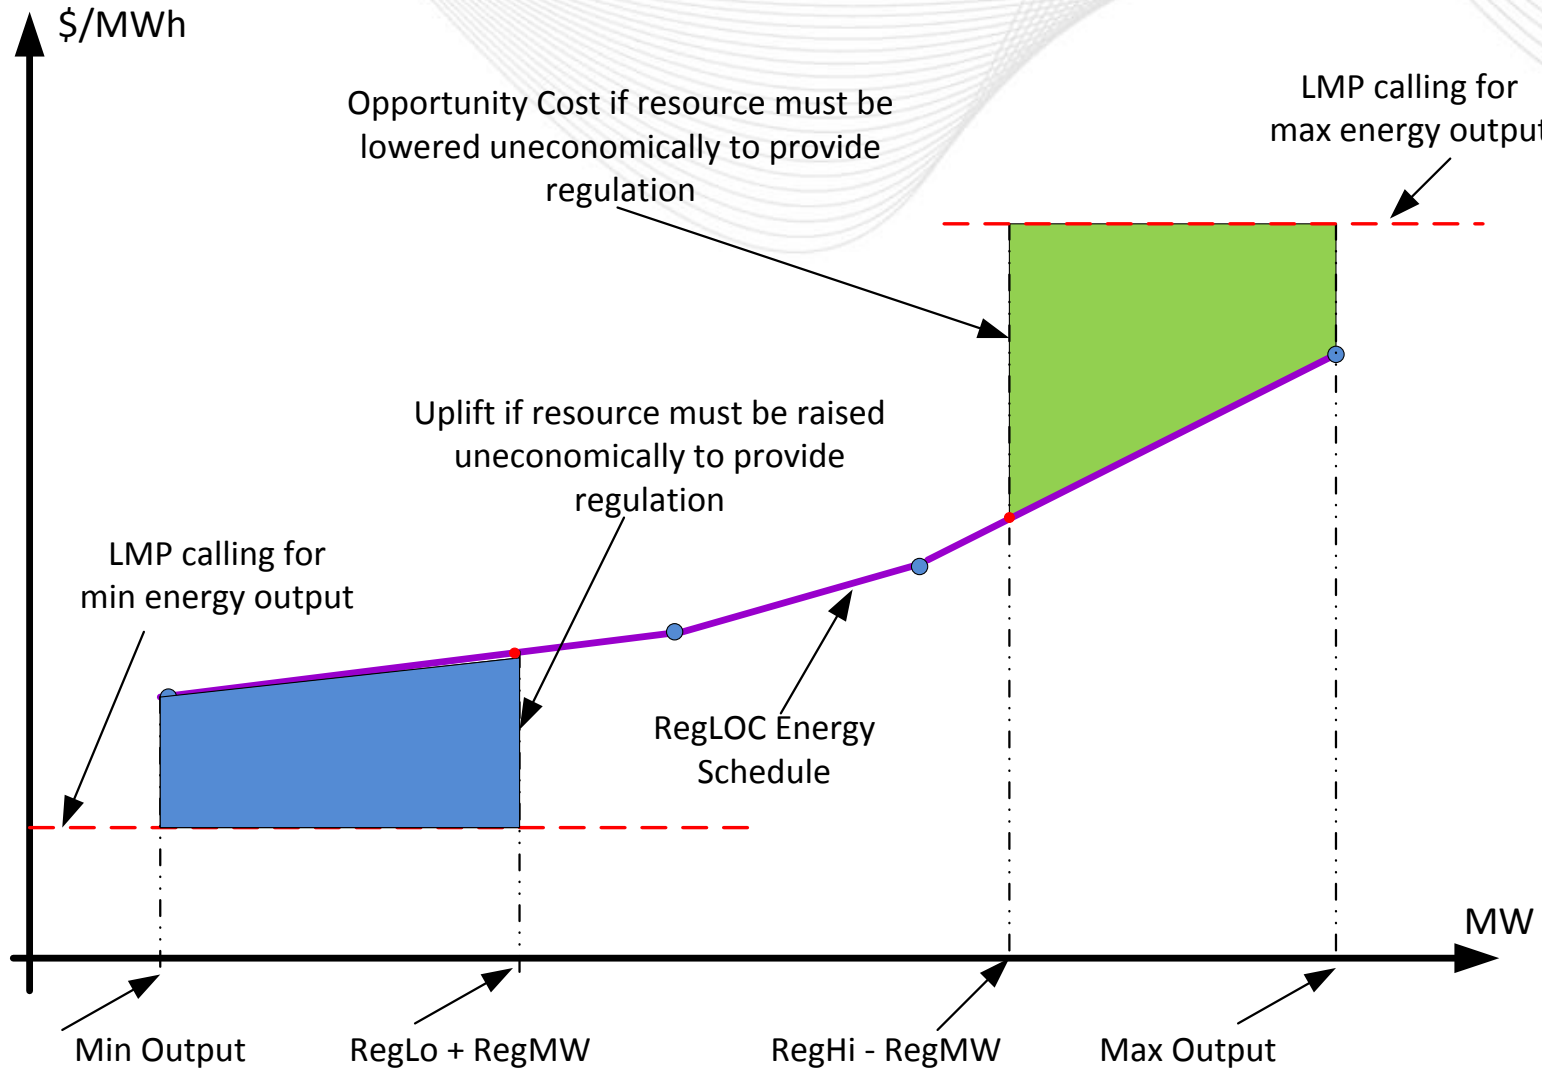 $/MWh
Opportunity Cost if resource must be
lowered uneconomically to provide
regulation
LMP calling for
max energy output
Uplift if resource must be raised
uneconomically to provide
regulation
LMP calling for
min energy output
RegLOC Energy
Schedule
MW
Min Output
RegLo + RegMW
RegHi - RegMW
Max Output